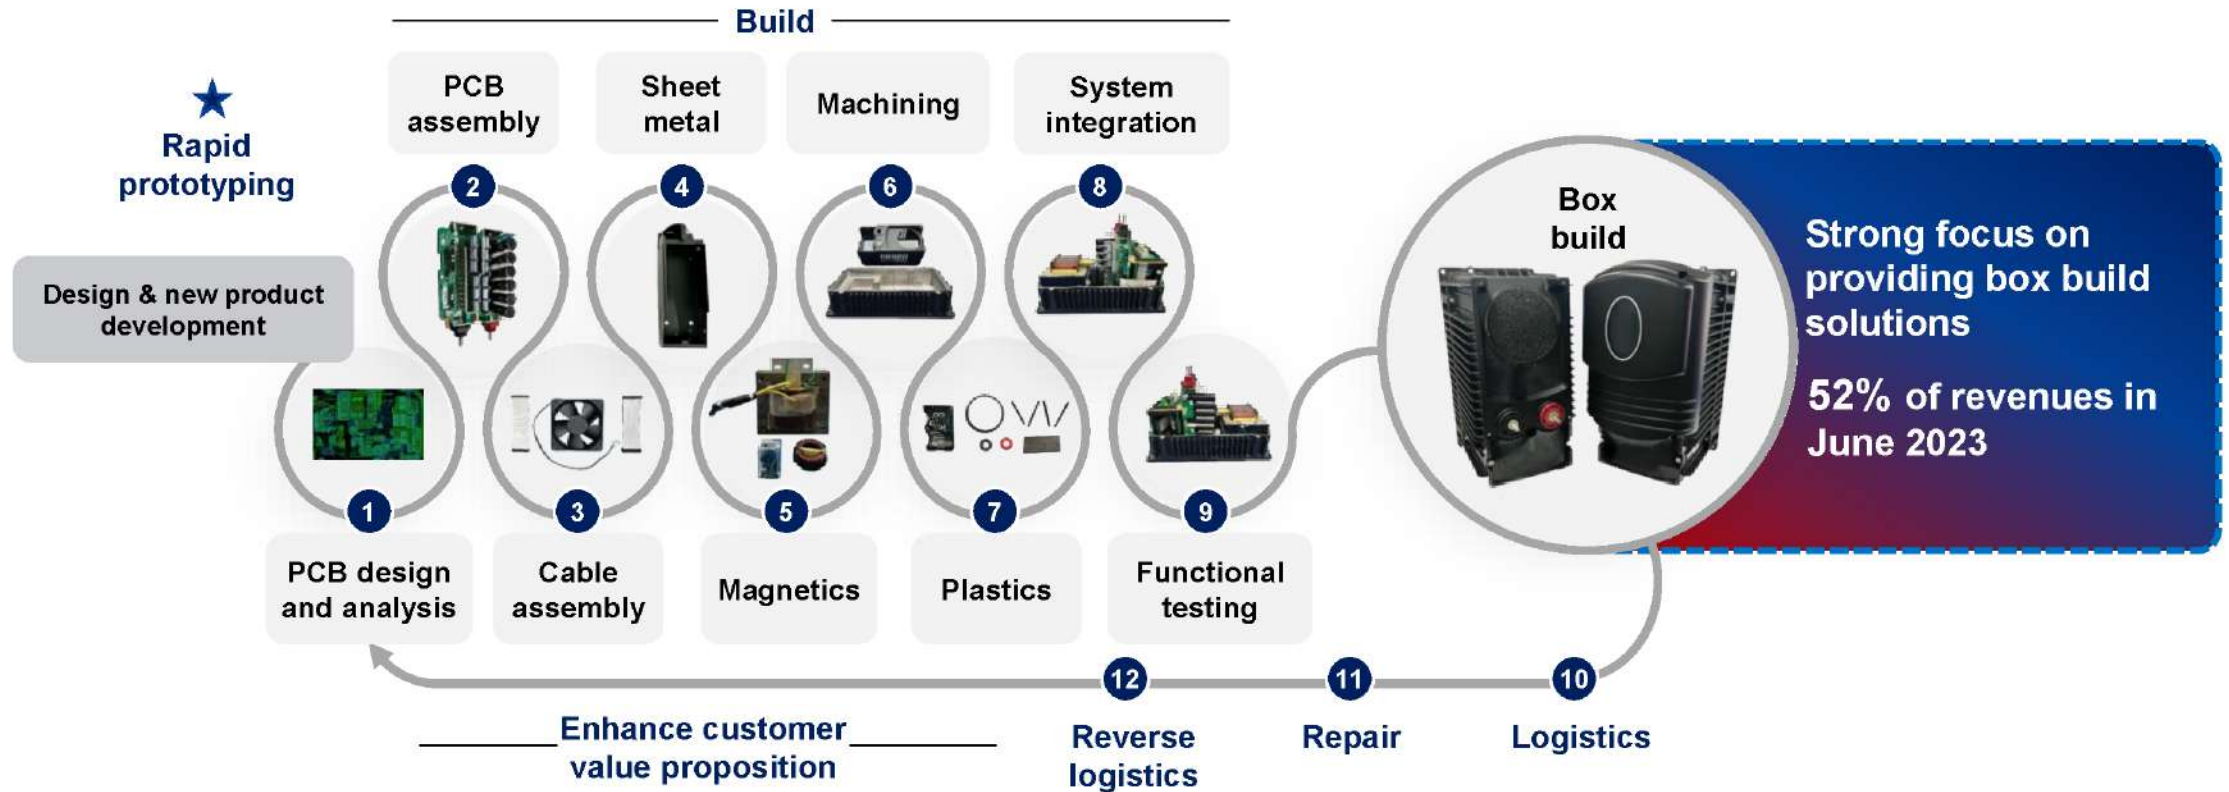 Build
Rapid
prototyping
Design & new product
development
PCB
assembly
Sheet
metal
Machining
System
integration
2
4
6
8
1
3
5
7
9
PCB design
and analysis
Cable
assembly
Magnetics
Plastics
Functional
testing
Box
build
Strong focus on
providing box build
solutions
52% of revenues in
June 2023
12
11
10
Enhance customer
value proposition
Reverse
logistics
Repair
Logistics